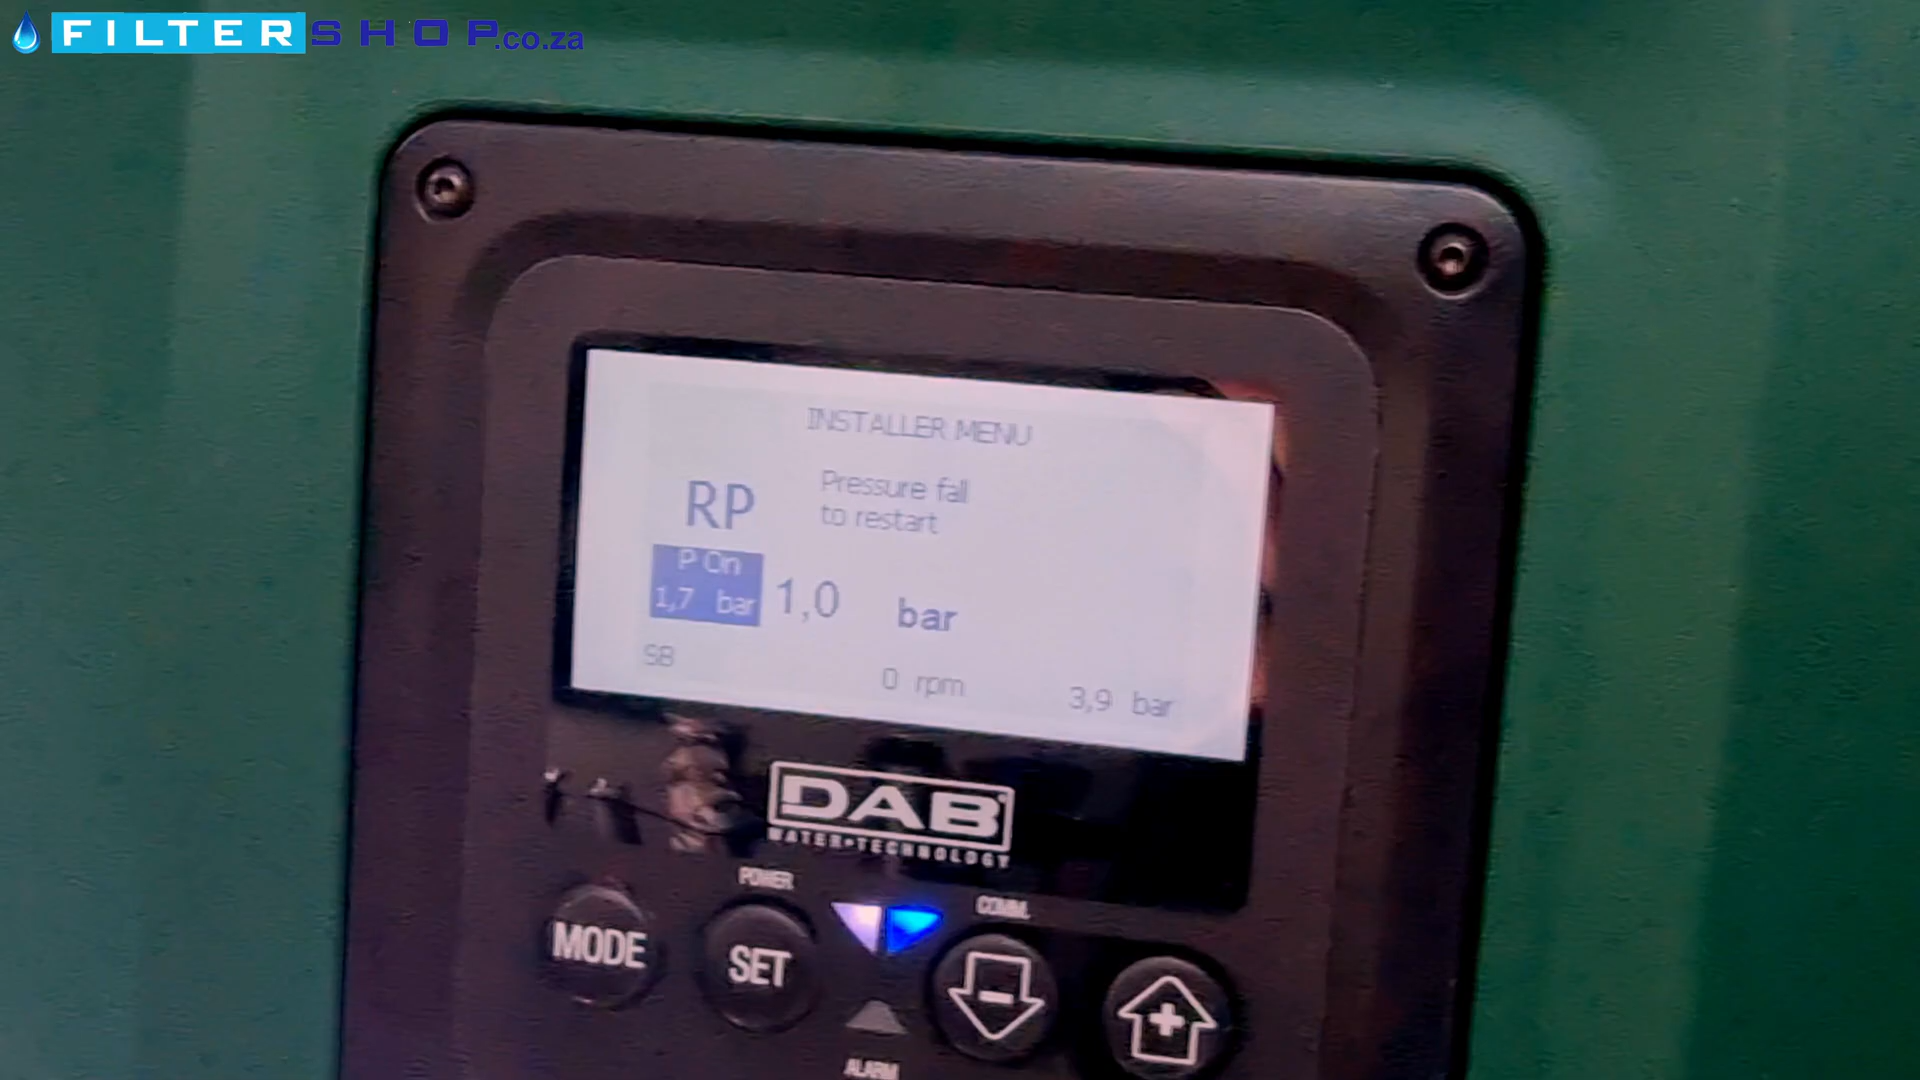 FILTERSHOP.co.za
INSTALLER MENU
RP
Pressure fall
to restart
P On
1,7 bar
1,0 bar
SB
0 rpm
3,9 bar
DAB
WATER•TECHNOLOGY
POWER
COMM.
MODE
SET
-
+
ALARM